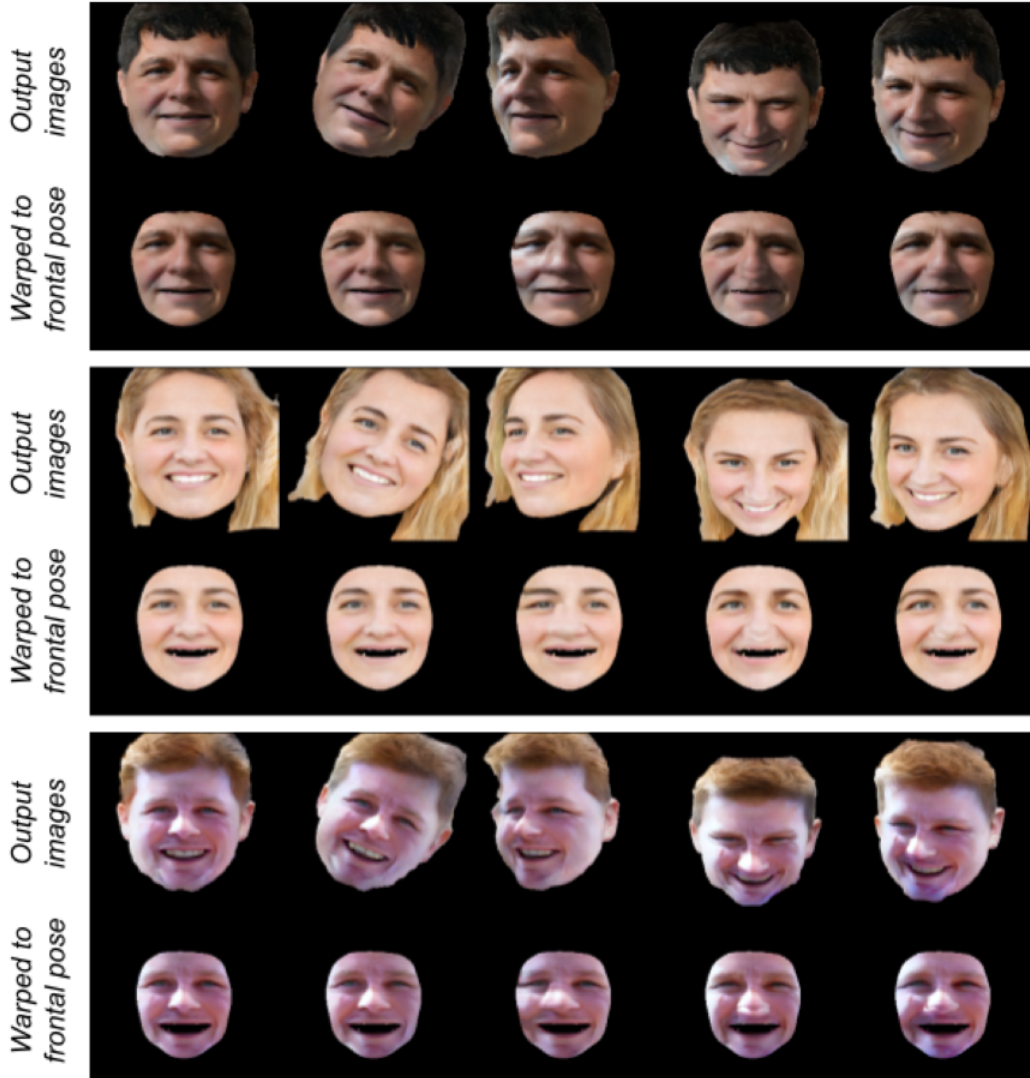 Output
images
Warped to
frontal pose
Output
images
Warped to
frontal pose
Output
images
Warped to
frontal pose